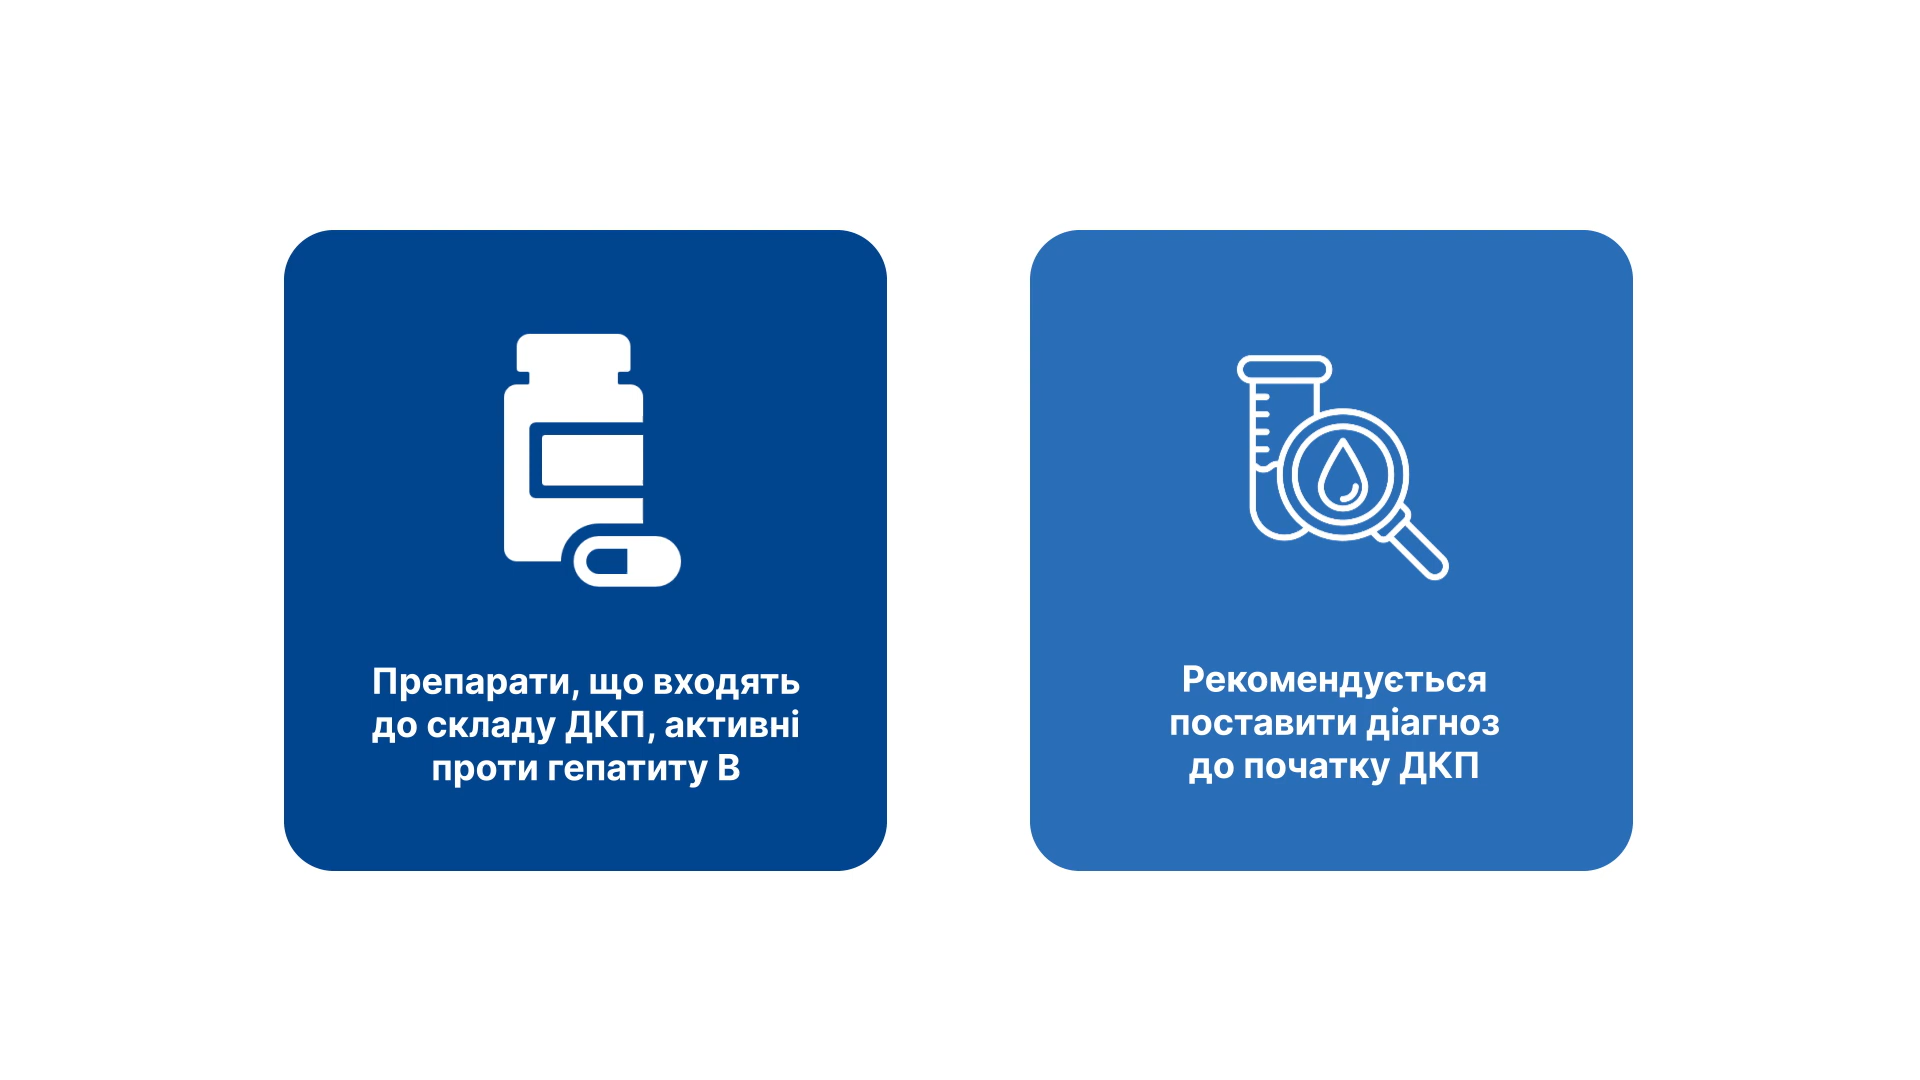 Препарати, що входять
до складу ДКП, активні
проти гепатиту B
Рекомендується
поставити діагноз
до початку ДКП